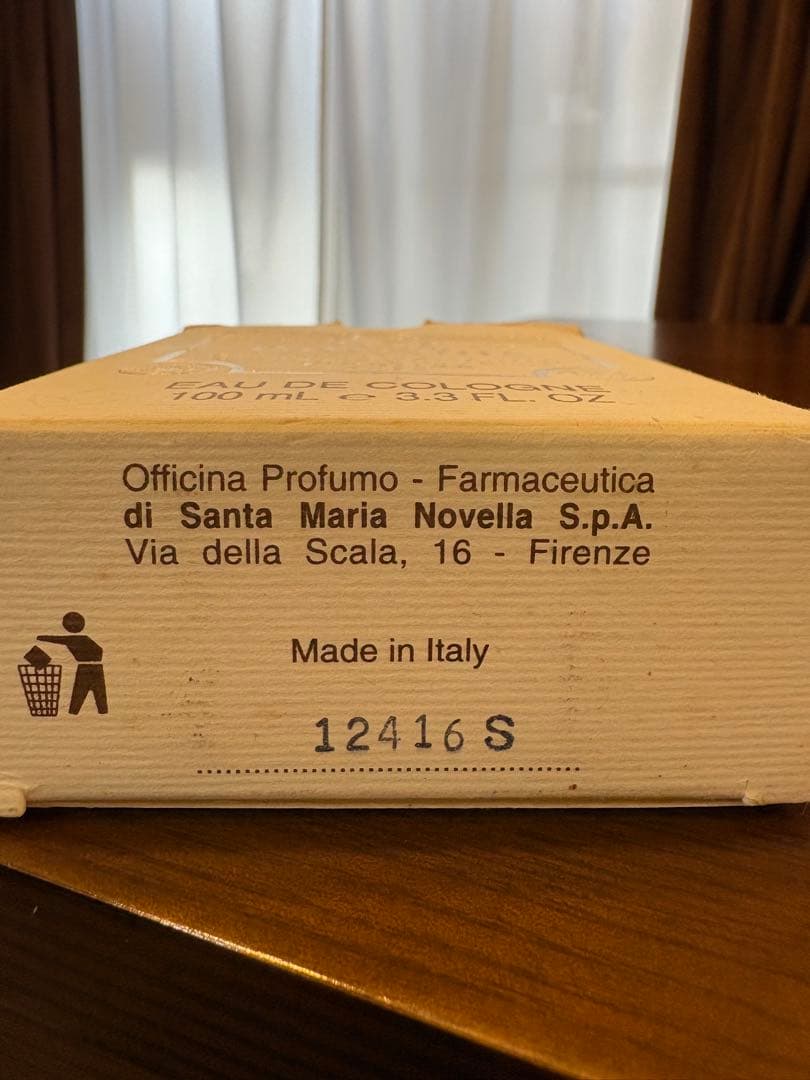 EAU DE COLOGNE
100 mL e 3.3 FL. OZ
Officina Profumo - Farmaceutica
di Santa Maria Novella S.p.A.
Via della Scala, 16 - Firenze
Made in Italy
12416 S